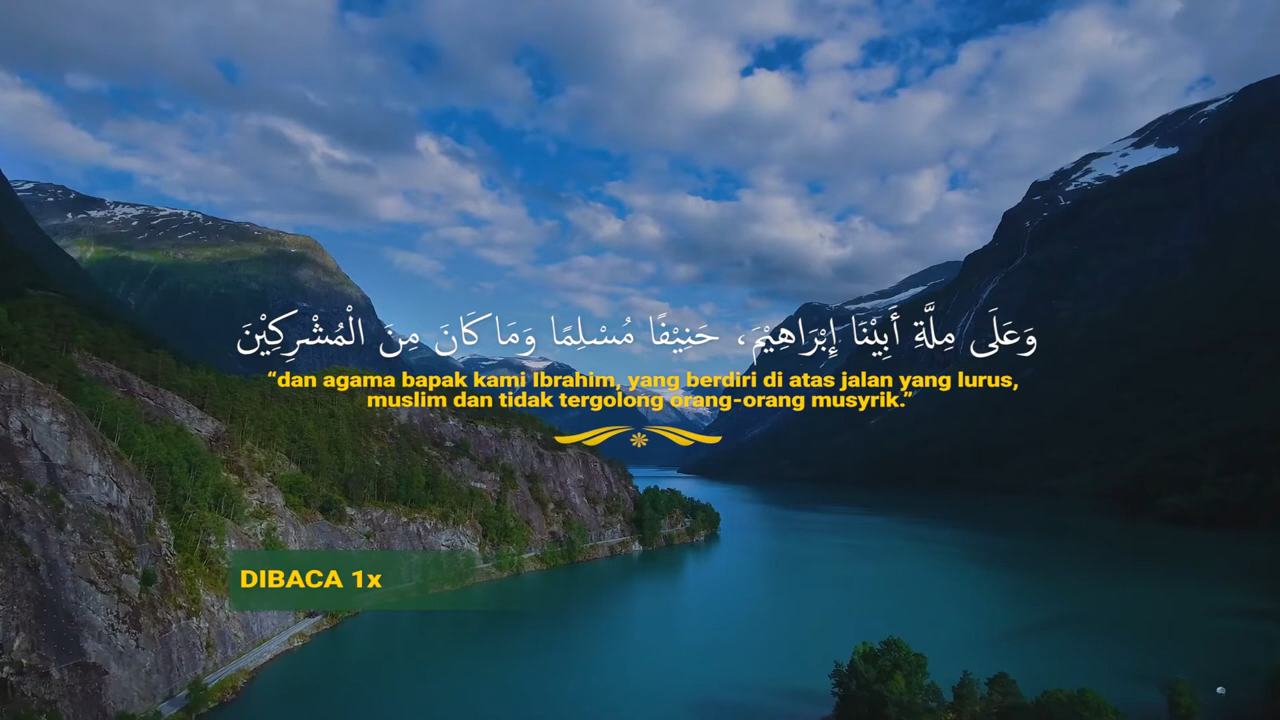 وَعَلَى مِلَّةِ أَبِيْنَا إِبْرَاهِيْمَ، حَنِيْفًا مُسْلِمًا وَمَا كَانَ مِنَ الْمُشْرِكِيْنَ
“dan agama bapak kami Ibrahim, yang berdiri di atas jalan yang lurus,
muslim dan tidak tergolong orang-orang musyrik.”
DIBACA 1x